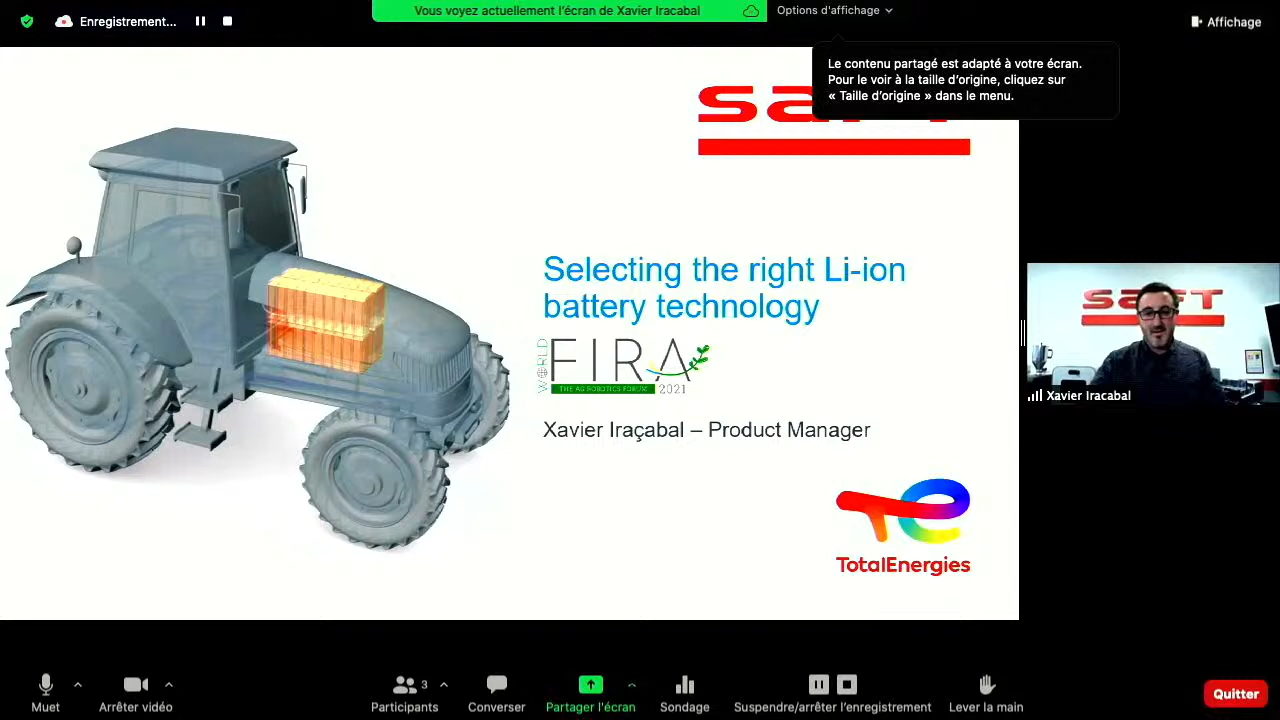 Enregistrement...
Vous voyez actuellement l'écran de Xavier Iracabal
Options d'affichage
Affichage
Le contenu partagé est adapté à votre écran.
Pour le voir à la taille d'origine, cliquez sur
« Taille d'origine » dans le menu.
Selecting the right Li-ion
battery technology
WORLD
FIRA
THE AG ROBOTICS FORUM 2021
Xavier Iraçabal – Product Manager
TotalEnergies
SAFT
Xavier Iracabal
Muet
Arrêter vidéo
Participants
3
Converser
Partager l'écran
Sondage
Suspendre/arrêter l'enregistrement
Lever la main
Quitter